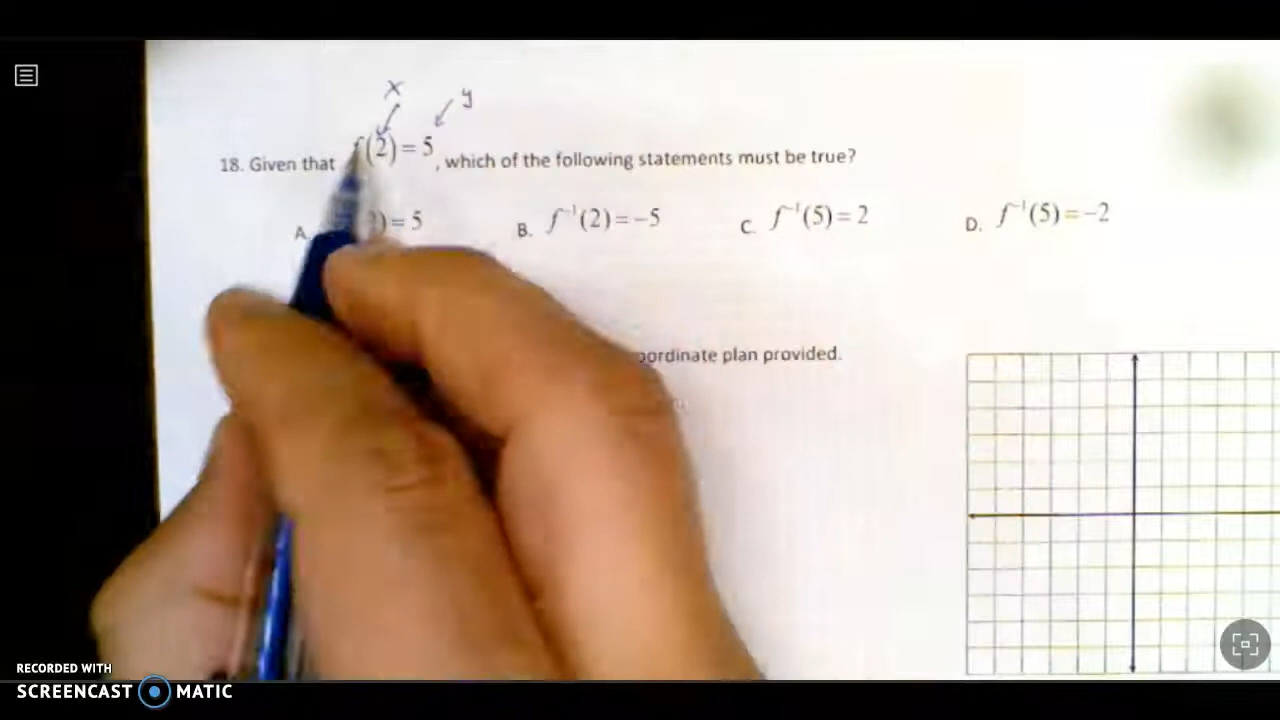 x
y
18. Given that f(2) = 5, which of the following statements must be true?
A. ) = 5 B. f⁻¹(2) = −5 C. f⁻¹(5) = 2 D. f⁻¹(5) = −2
plan provided.
RECORDED WITH
SCREENCAST MATIC